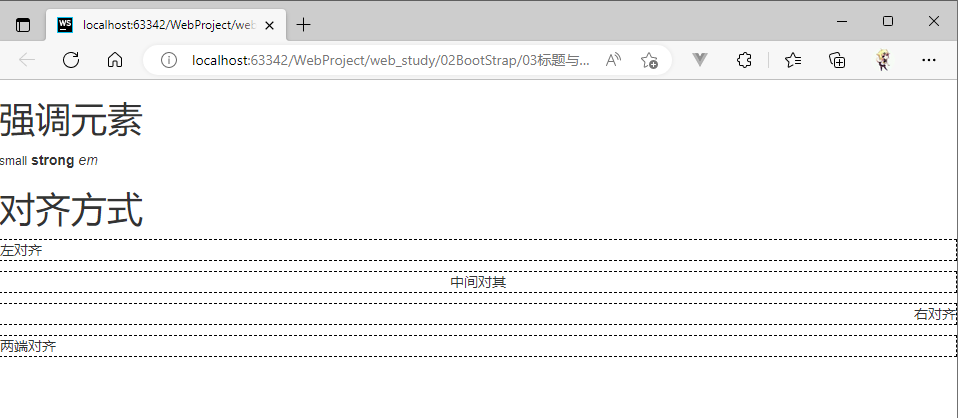 WS localhost:63342/WebProject/web
localhost:63342/WebProject/web_study/02BootStrap/03标题与...
强调元素
small strong em
对齐方式
左对齐
中间对其
右对齐
两端对齐